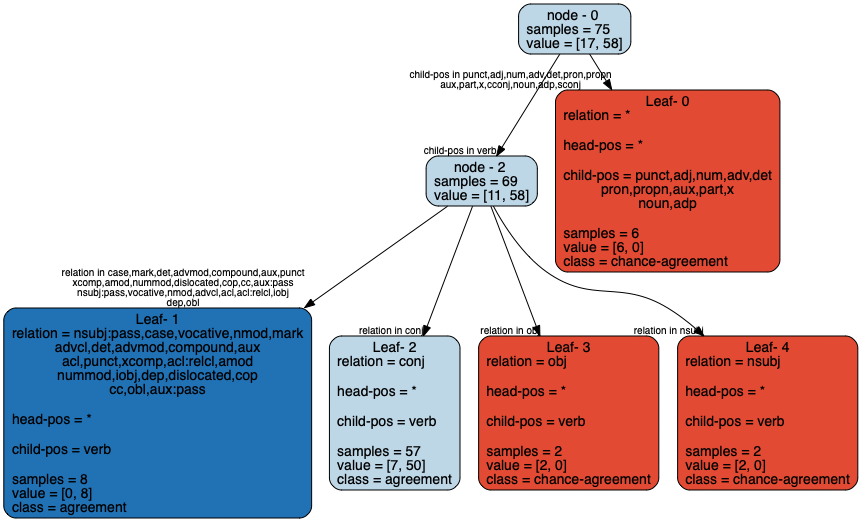 node - 0
samples = 75
value = [17, 58]
child-pos in punct,adj,num,adv,det,pron,propn
aux,part,x,cconj,noun,adp,sconj
Leaf- 0
relation = *
head-pos = *
child-pos = punct,adj,num,adv,det
pron,propn,aux,part,x
noun,adp
samples = 6
value = [6, 0]
class = chance-agreement
child-pos in verb
node - 2
samples = 69
value = [11, 58]
relation in case,mark,det,advmod,compound,aux,punct
xcomp,amod,nummod,dislocated,cop,cc,aux:pass
nsubj:pass,vocative,nmod,advcl,acl,acl:relcl,iobj
dep,obl
Leaf- 1
relation = nsubj:pass,case,vocative,nmod,mark
advcl,det,advmod,compound,aux
acl,punct,xcomp,acl:relcl,amod
nummod,iobj,dep,dislocated,cop
cc,obl,aux:pass
head-pos = *
child-pos = verb
samples = 8
value = [0, 8]
class = agreement
relation in conj
Leaf- 2
relation = conj
head-pos = *
child-pos = verb
samples = 57
value = [7, 50]
class = agreement
relation in obj
Leaf- 3
relation = obj
head-pos = *
child-pos = verb
samples = 2
value = [2, 0]
class = chance-agreement
relation in nsubj
Leaf- 4
relation = nsubj
head-pos = *
child-pos = verb
samples = 2
value = [2, 0]
class = chance-agreement